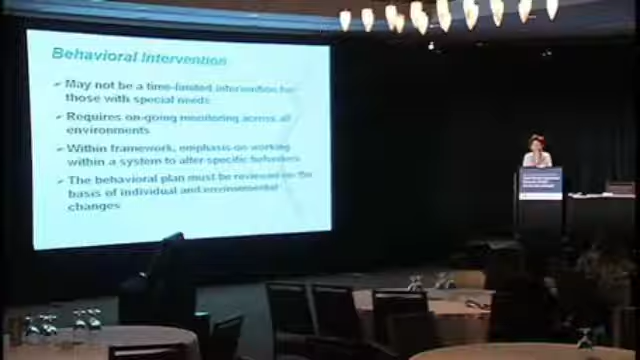 Behavioral Intervention
✓ May not be a time-limited intervention for
those with special needs
✓ Requires on-going monitoring across all
environments
✓ Within framework, emphasis on working
within a system to alter specific behaviors
✓ The behavioral plan must be reviewed on the
basis of individual and environmental
changes